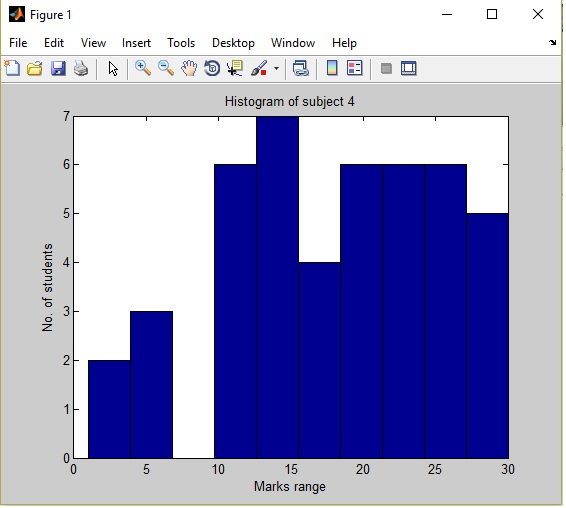 Figure 1
File Edit View Insert Tools Desktop Window Help
Histogram of subject 4
7
6
5
4
3
2
1
0
No. of students
0 5 10 15 20 25 30
Marks range